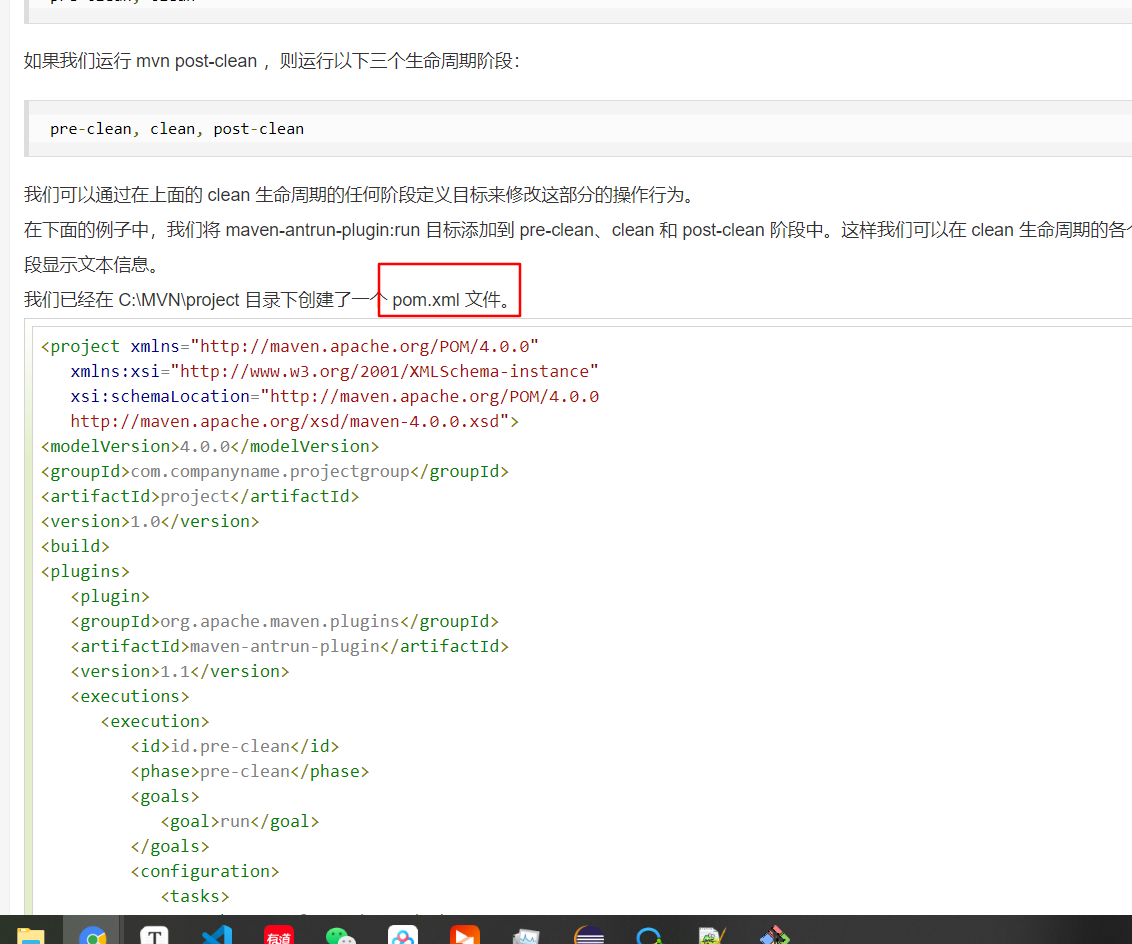 如果我们运行 mvn post-clean ，则运行以下三个生命周期阶段：
pre-clean, clean, post-clean
我们可以通过在上面的 clean 生命周期的任何阶段定义目标来修改这部分的操作行为。
在下面的例子中，我们将 maven-antrun-plugin:run 目标添加到 pre-clean、clean 和 post-clean 阶段中。这样我们可以在 clean 生命周期的各
段显示文本信息。
我们已经在 C:\MVN\project 目录下创建了一个 pom.xml 文件。
<project xmlns="http://maven.apache.org/POM/4.0.0"
xmlns:xsi="http://www.w3.org/2001/XMLSchema-instance"
xsi:schemaLocation="http://maven.apache.org/POM/4.0.0
http://maven.apache.org/xsd/maven-4.0.0.xsd">
<modelVersion>4.0.0</modelVersion>
<groupId>com.companyname.projectgroup</groupId>
<artifactId>project</artifactId>
<version>1.0</version>
<build>
<plugins>
<plugin>
<groupId>org.apache.maven.plugins</groupId>
<artifactId>maven-antrun-plugin</artifactId>
<version>1.1</version>
<executions>
<execution>
<id>id.pre-clean</id>
<phase>pre-clean</phase>
<goals>
<goal>run</goal>
</goals>
<configuration>
<tasks>
T
有道